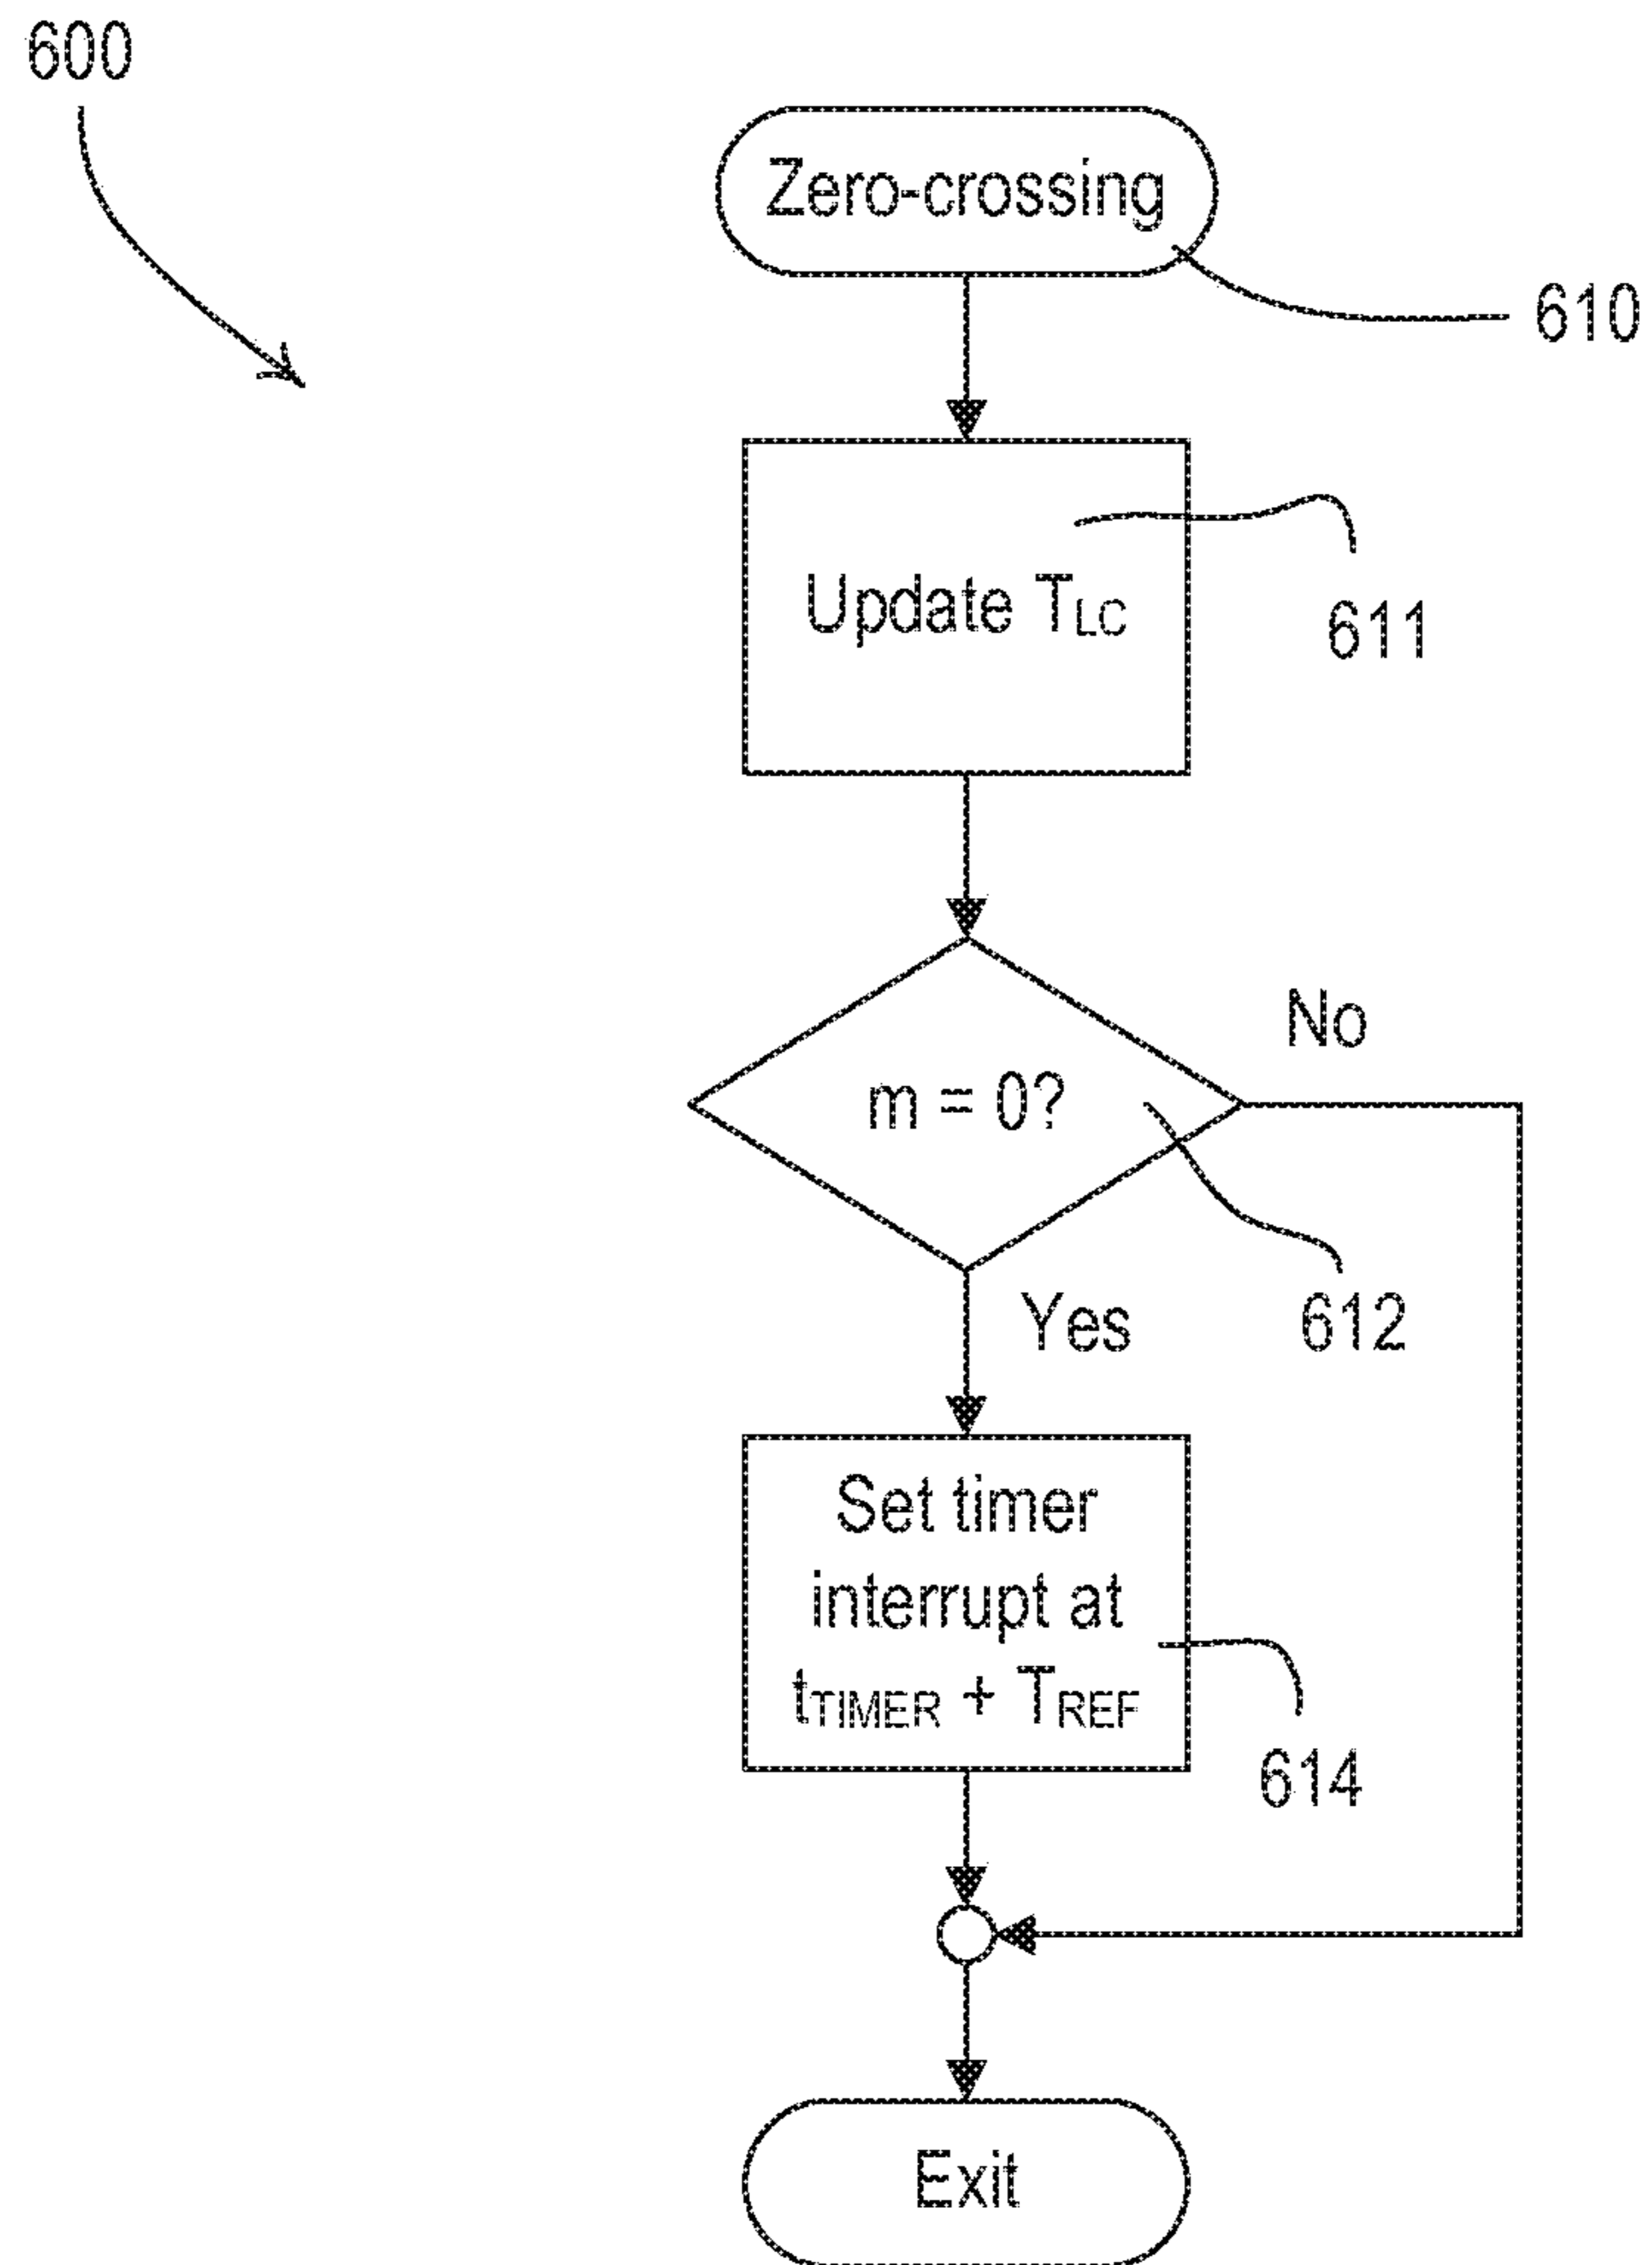 600
Zero-crossing
610
Update TLC
611
No
m = 0?
Yes
612
Set timer
interrupt at
tTIMER + TREF
614
Exit